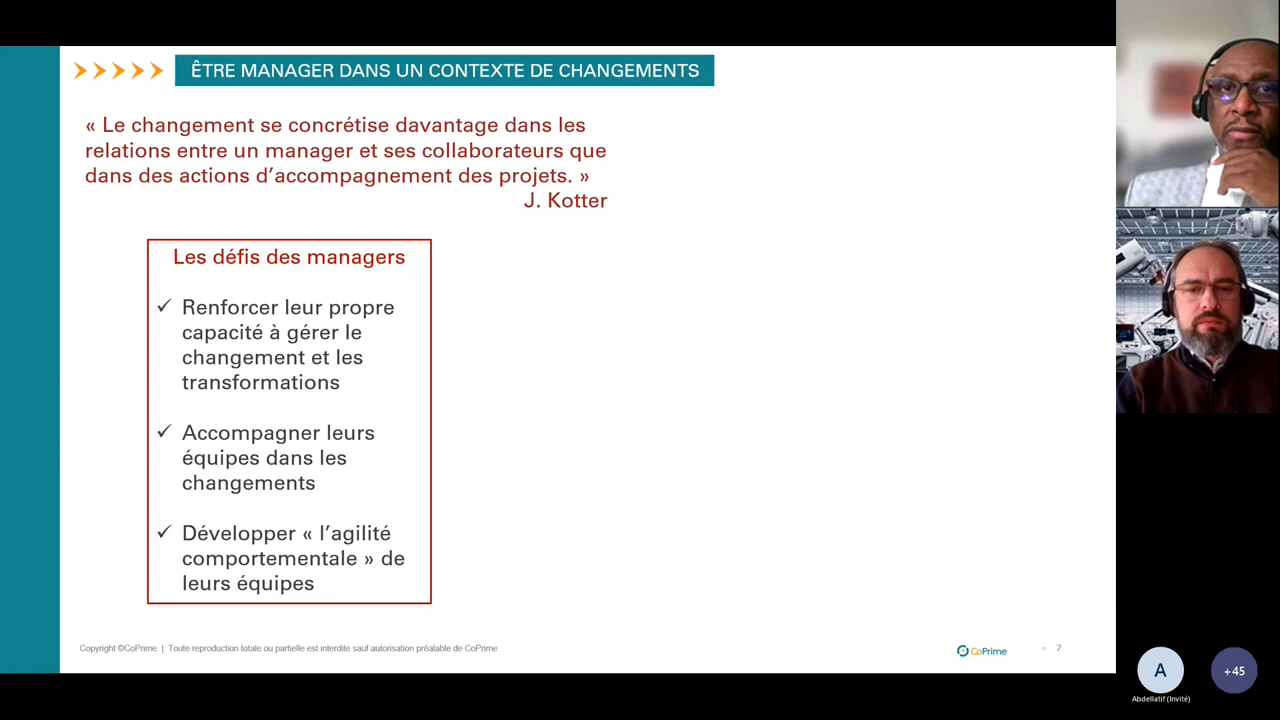 ÊTRE MANAGER DANS UN CONTEXTE DE CHANGEMENTS
« Le changement se concrétise davantage dans les
relations entre un manager et ses collaborateurs que
dans des actions d’accompagnement des projets. »
J. Kotter
Les défis des managers
✓ Renforcer leur propre
capacité à gérer le
changement et les
transformations
✓ Accompagner leurs
équipes dans les
changements
✓ Développer « l’agilité
comportementale » de
leurs équipes
Copyright ©CoPrime | Toute reproduction totale ou partielle est interdite sauf autorisation préalable de CoPrime
CoPrime
7
A
+45
Abdellatif (Invité)